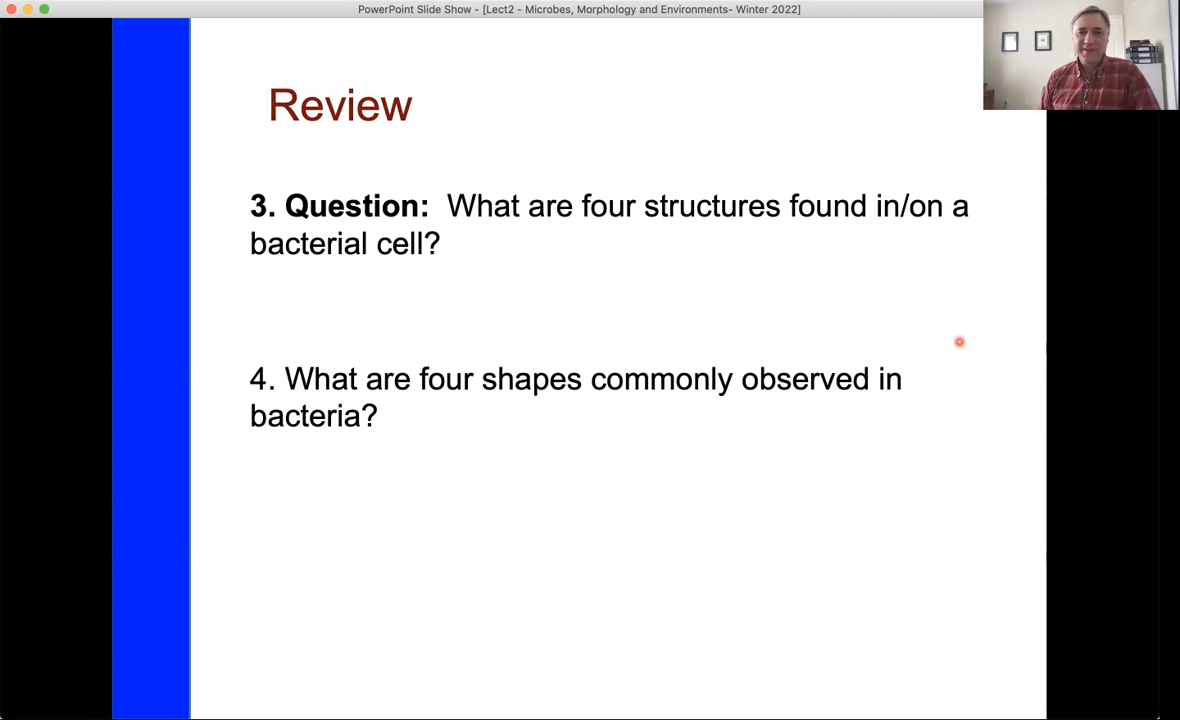 PowerPoint Slide Show - [Lect2 - Microbes, Morphology and Environments- Winter 2022]
Review
3. Question: What are four structures found in/on a
bacterial cell?
4. What are four shapes commonly observed in
bacteria?